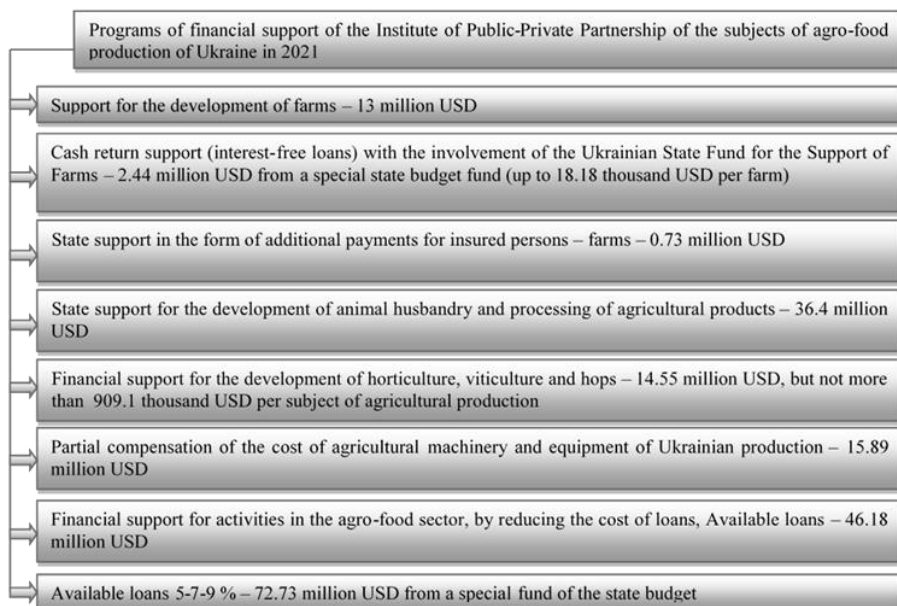 Programs of financial support of the Institute of Public-Private Partnership of the subjects of agro-food
production of Ukraine in 2021
Support for the development of farms – 13 million USD
Cash return support (interest-free loans) with the involvement of the Ukrainian State Fund for the Support of
Farms – 2.44 million USD from a special state budget fund (up to 18.18 thousand USD per farm)
State support in the form of additional payments for insured persons – farms – 0.73 million USD
State support for the development of animal husbandry and processing of agricultural products – 36.4 million
USD
Financial support for the development of horticulture, viticulture and hops – 14.55 million USD, but not more
than 909.1 thousand USD per subject of agricultural production
Partial compensation of the cost of agricultural machinery and equipment of Ukrainian production – 15.89
million USD
Financial support for activities in the agro-food sector, by reducing the cost of loans, Available loans – 46.18
million USD
Available loans 5-7-9 % – 72.73 million USD from a special fund of the state budget